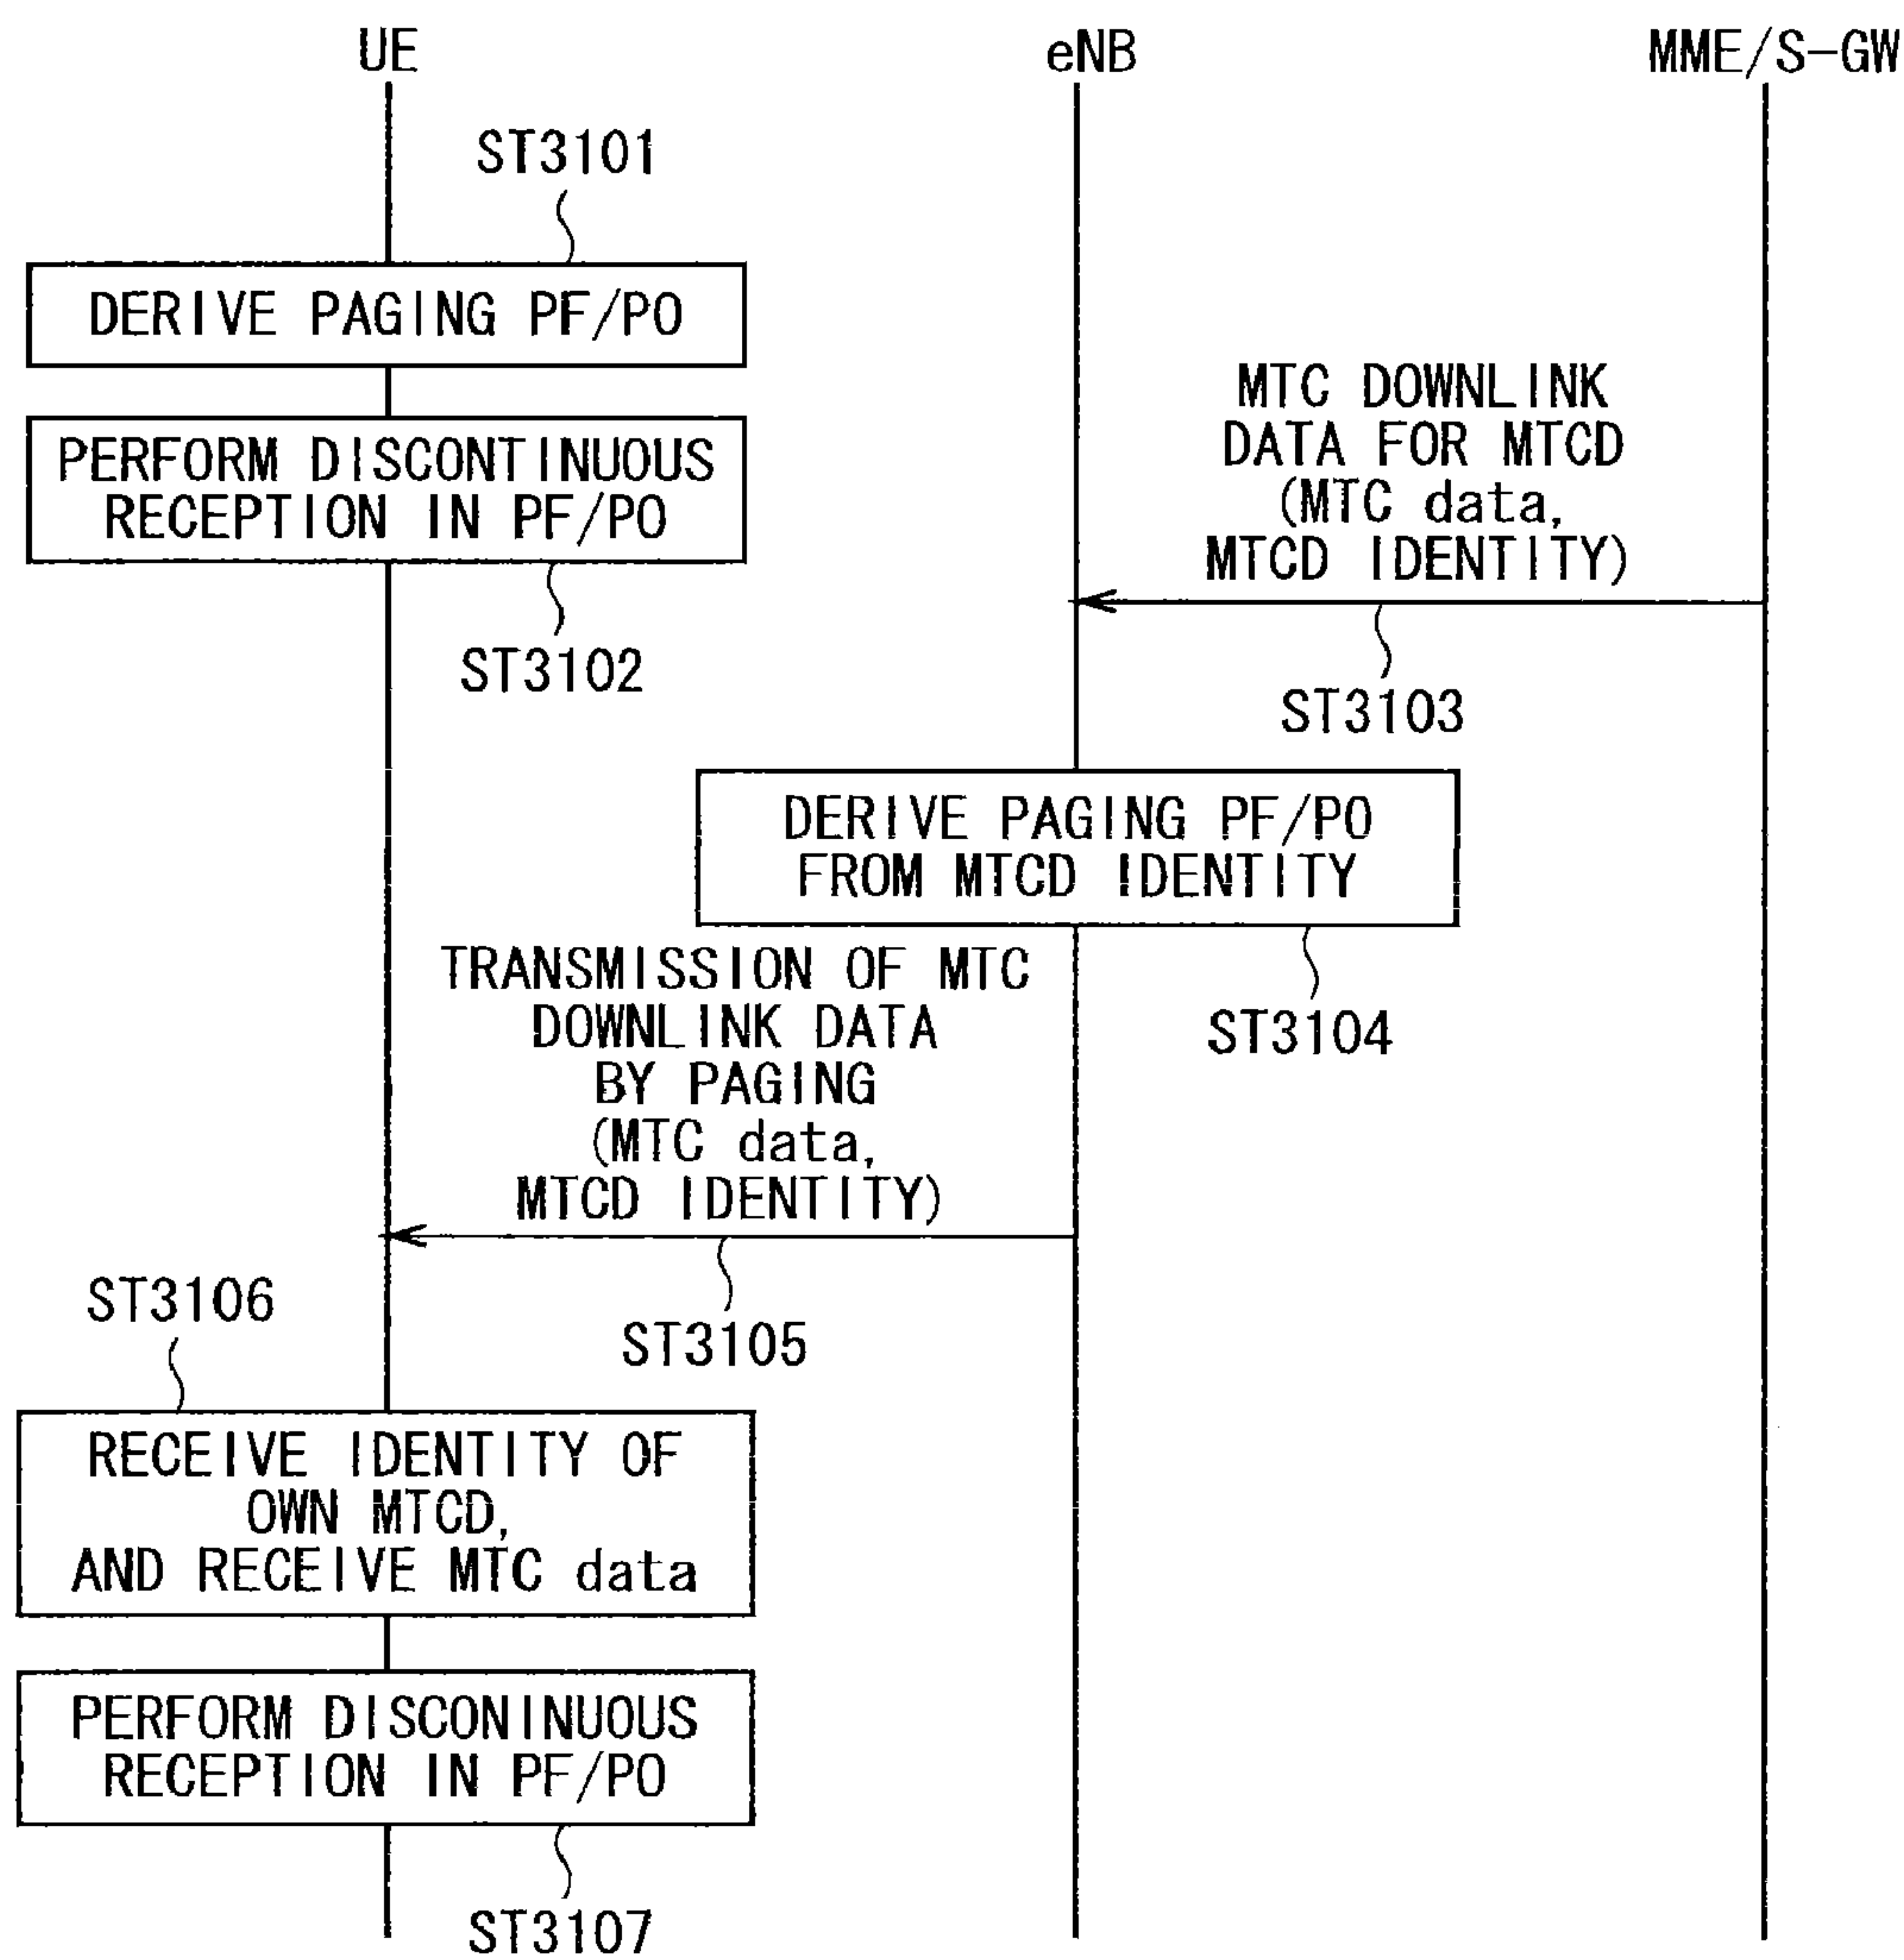 UE
eNB
MME/S-GW
ST3101
DERIVE PAGING PF/PO
PERFORM DISCONTINUOUS
RECEPTION IN PF/PO
ST3102
MTC DOWNLINK
DATA FOR MTCD
(MTC data,
MTCD IDENTITY)
ST3103
DERIVE PAGING PF/PO
FROM MTCD IDENTITY
ST3104
TRANSMISSION OF MTC
DOWNLINK DATA
BY PAGING
(MTC data,
MTCD IDENTITY)
ST3105
ST3106
RECEIVE IDENTITY OF
OWN MTCD,
AND RECEIVE MTC data
PERFORM DISCONINUOUS
RECEPTION IN PF/PO
ST3107